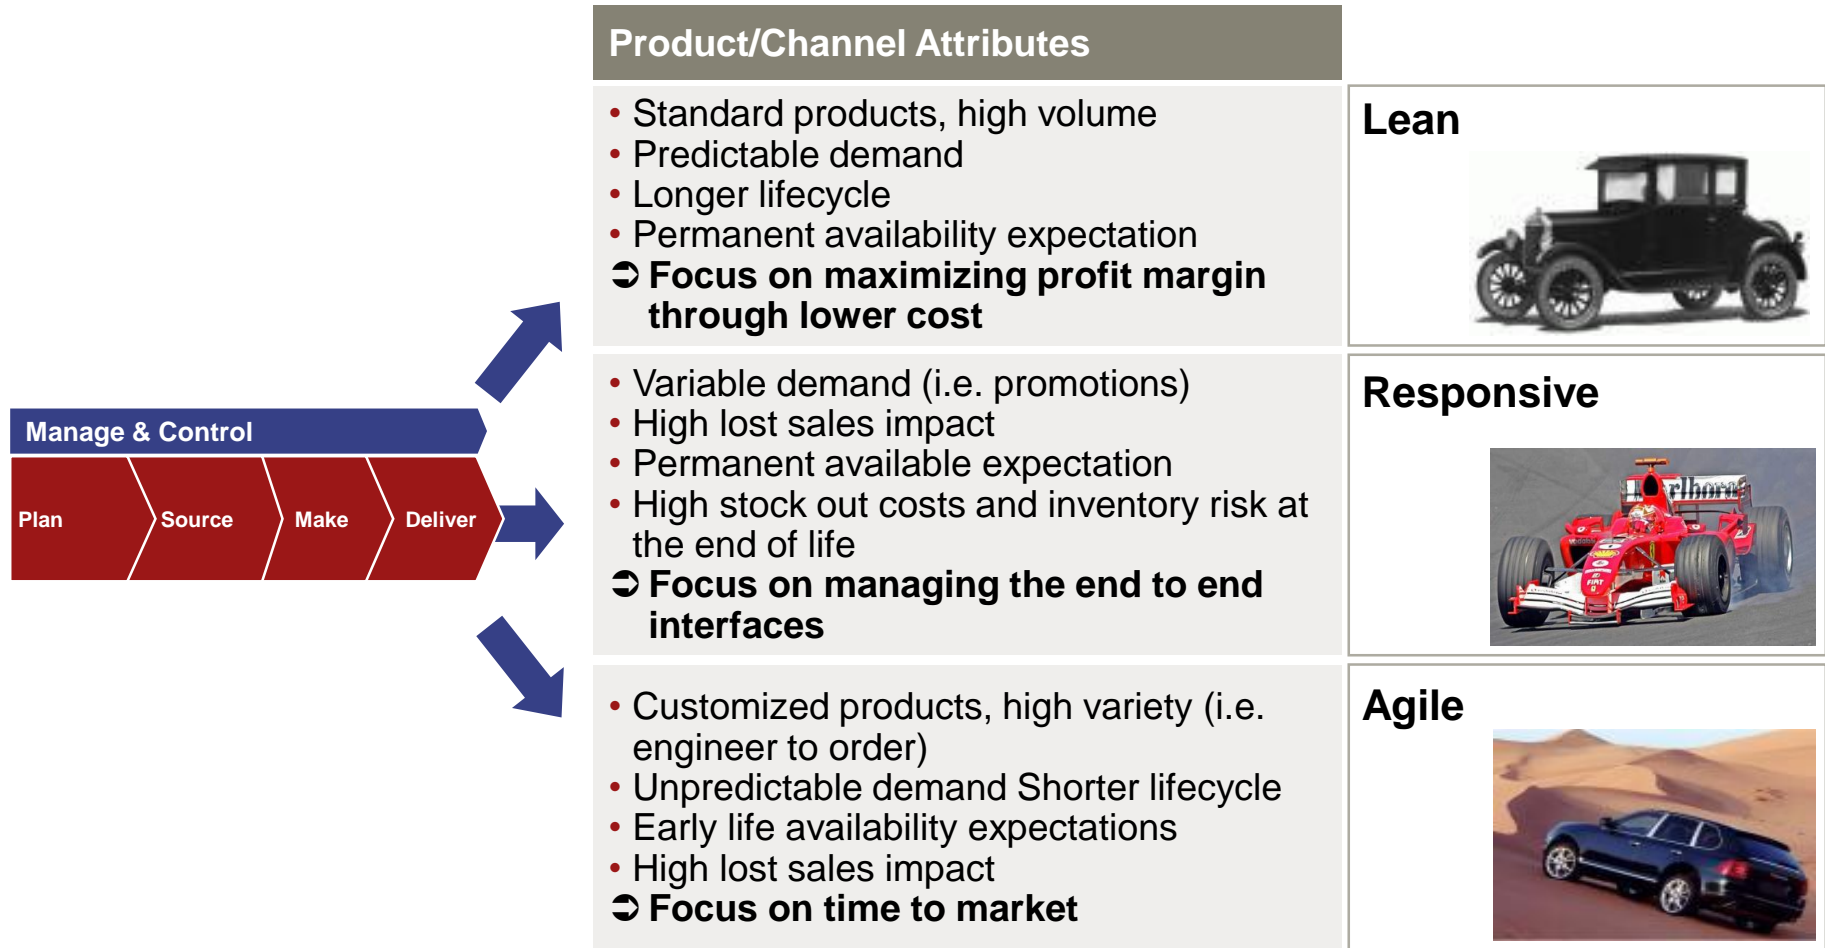 Product/Channel Attributes
• Standard products, high volume
• Predictable demand
• Longer lifecycle
• Permanent availability expectation
➲ Focus on maximizing profit margin
through lower cost
Lean
Manage & Control
Plan
Source
Make
Deliver
• Variable demand (i.e. promotions)
• High lost sales impact
• Permanent available expectation
• High stock out costs and inventory risk at
the end of life
➲ Focus on managing the end to end
interfaces
Responsive
• Customized products, high variety (i.e.
engineer to order)
• Unpredictable demand Shorter lifecycle
• Early life availability expectations
• High lost sales impact
➲ Focus on time to market
Agile